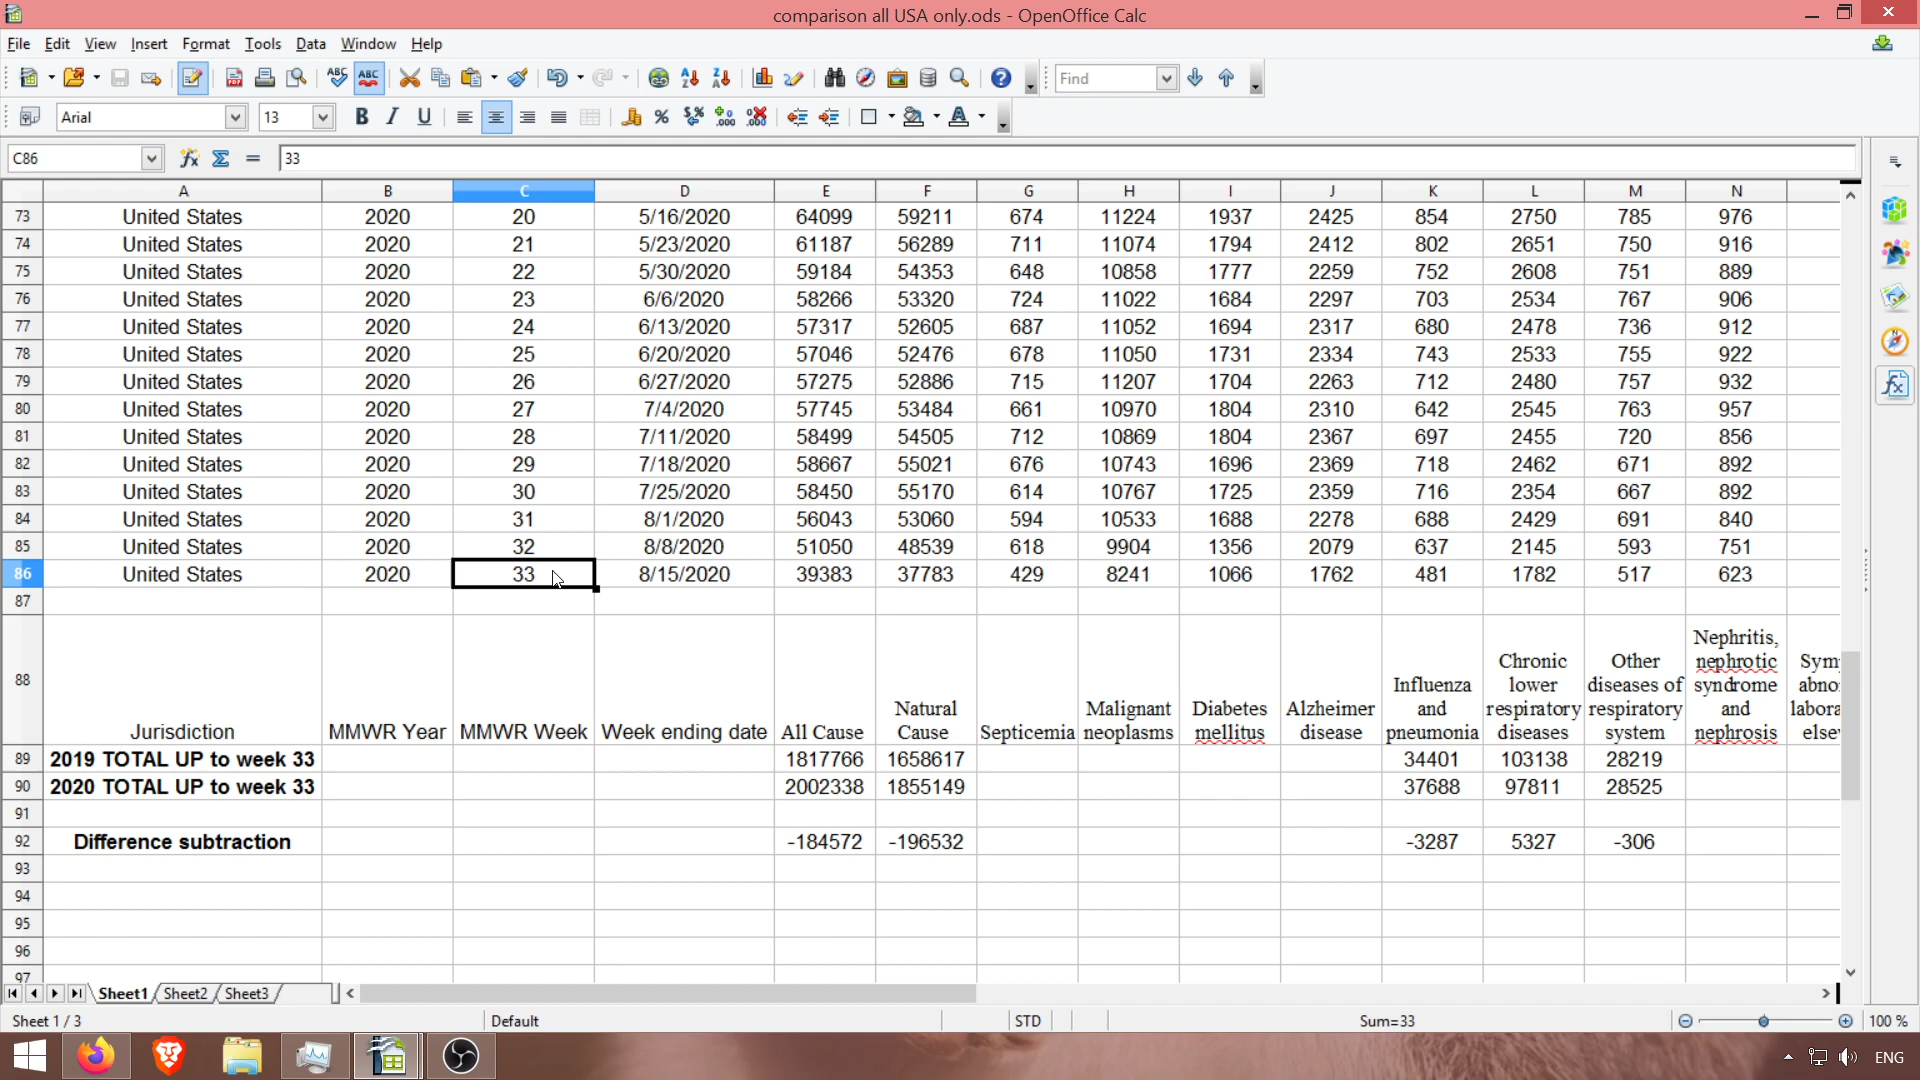 comparison all USA only.ods - OpenOffice Calc
File Edit View Insert Format Tools Data Window Help
Find
Arial 13
C86 33
A B C D E F G H I J K L M N
73 United States 2020 20 5/16/2020 64099 59211 674 11224 1937 2425 854 2750 785 976
74 United States 2020 21 5/23/2020 61187 56289 711 11074 1794 2412 802 2651 750 916
75 United States 2020 22 5/30/2020 59184 54353 648 10858 1777 2259 752 2608 751 889
76 United States 2020 23 6/6/2020 58266 53320 724 11022 1684 2297 703 2534 767 906
77 United States 2020 24 6/13/2020 57317 52605 687 11052 1694 2317 680 2478 736 912
78 United States 2020 25 6/20/2020 57046 52476 678 11050 1731 2334 743 2533 755 922
79 United States 2020 26 6/27/2020 57275 52886 715 11207 1704 2263 712 2480 757 932
80 United States 2020 27 7/4/2020 57745 53484 661 10970 1804 2310 642 2545 763 957
81 United States 2020 28 7/11/2020 58499 54505 712 10869 1804 2367 697 2455 720 856
82 United States 2020 29 7/18/2020 58667 55021 676 10743 1696 2369 718 2462 671 892
83 United States 2020 30 7/25/2020 58450 55170 614 10767 1725 2359 716 2354 667 892
84 United States 2020 31 8/1/2020 56043 53060 594 10533 1688 2278 688 2429 691 840
85 United States 2020 32 8/8/2020 51050 48539 618 9904 1356 2079 637 2145 593 751
86 United States 2020 33 8/15/2020 39383 37783 429 8241 1066 1762 481 1782 517 623
87
Nephritis,
Chronic Other nephrotic Sym
Influenza lower diseases of syndrome abno
Natural Malignant Diabetes Alzheimer and respiratory respiratory and labora
88 Jurisdiction MMWR Year MMWR Week Week ending date All Cause Cause Septicemia neoplasms mellitus disease pneumonia diseases system nephrosis else
89 2019 TOTAL UP to week 33 1817766 1658617 34401 103138 28219
90 2020 TOTAL UP to week 33 2002338 1855149 37688 97811 28525
91
92 Difference subtraction -184572 -196532 -3287 5327 -306
93
94
95
96
97
Sheet1 Sheet2 Sheet3
Sheet 1 / 3 Default STD Sum=33 100 %
ENG